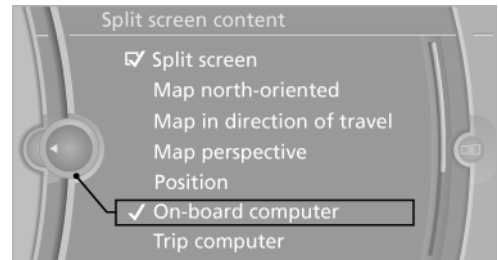 Split screen content
Split screen
Map north-oriented
Map in direction of travel
Map perspective
Position
On-board computer
Trip computer